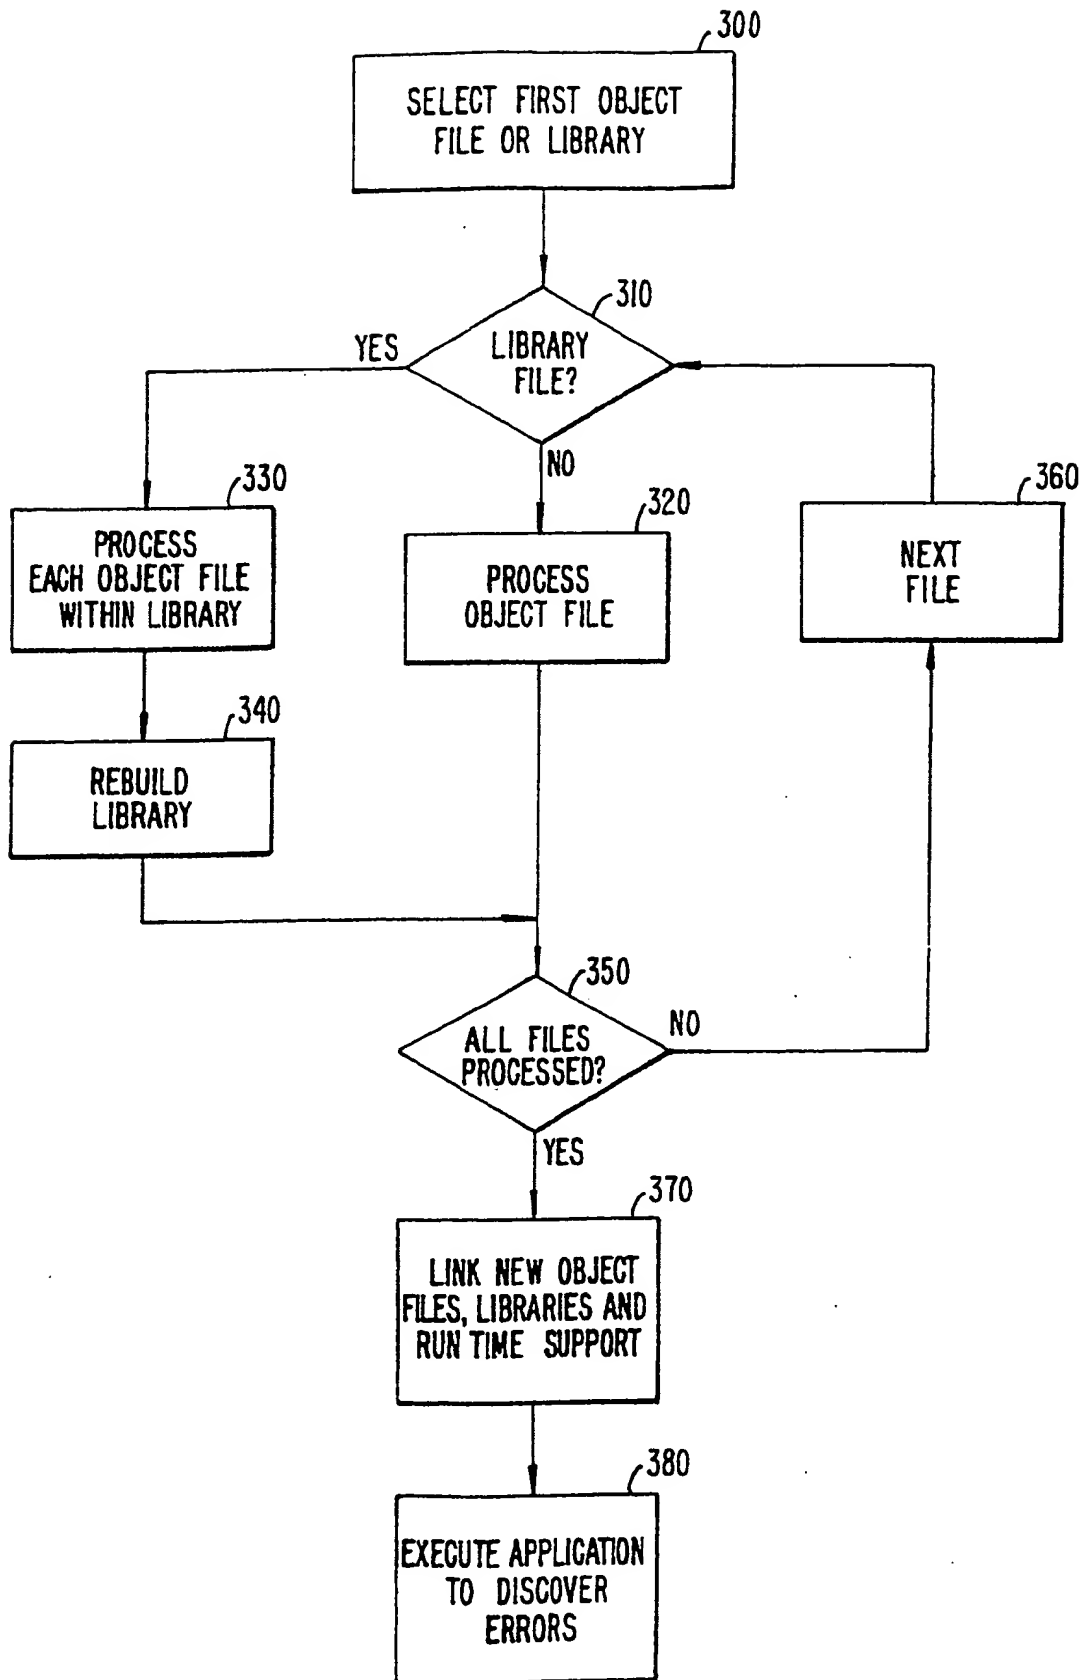 300
SELECT FIRST OBJECT
FILE OR LIBRARY
310
YES
LIBRARY
FILE?
NO
330
PROCESS
EACH OBJECT FILE
WITHIN LIBRARY
320
PROCESS
OBJECT FILE
360
NEXT
FILE
340
REBUILD
LIBRARY
350
ALL FILES
PROCESSED?
NO
YES
370
LINK NEW OBJECT
FILES, LIBRARIES AND
RUN TIME SUPPORT
380
EXECUTE APPLICATION
TO DISCOVER
ERRORS